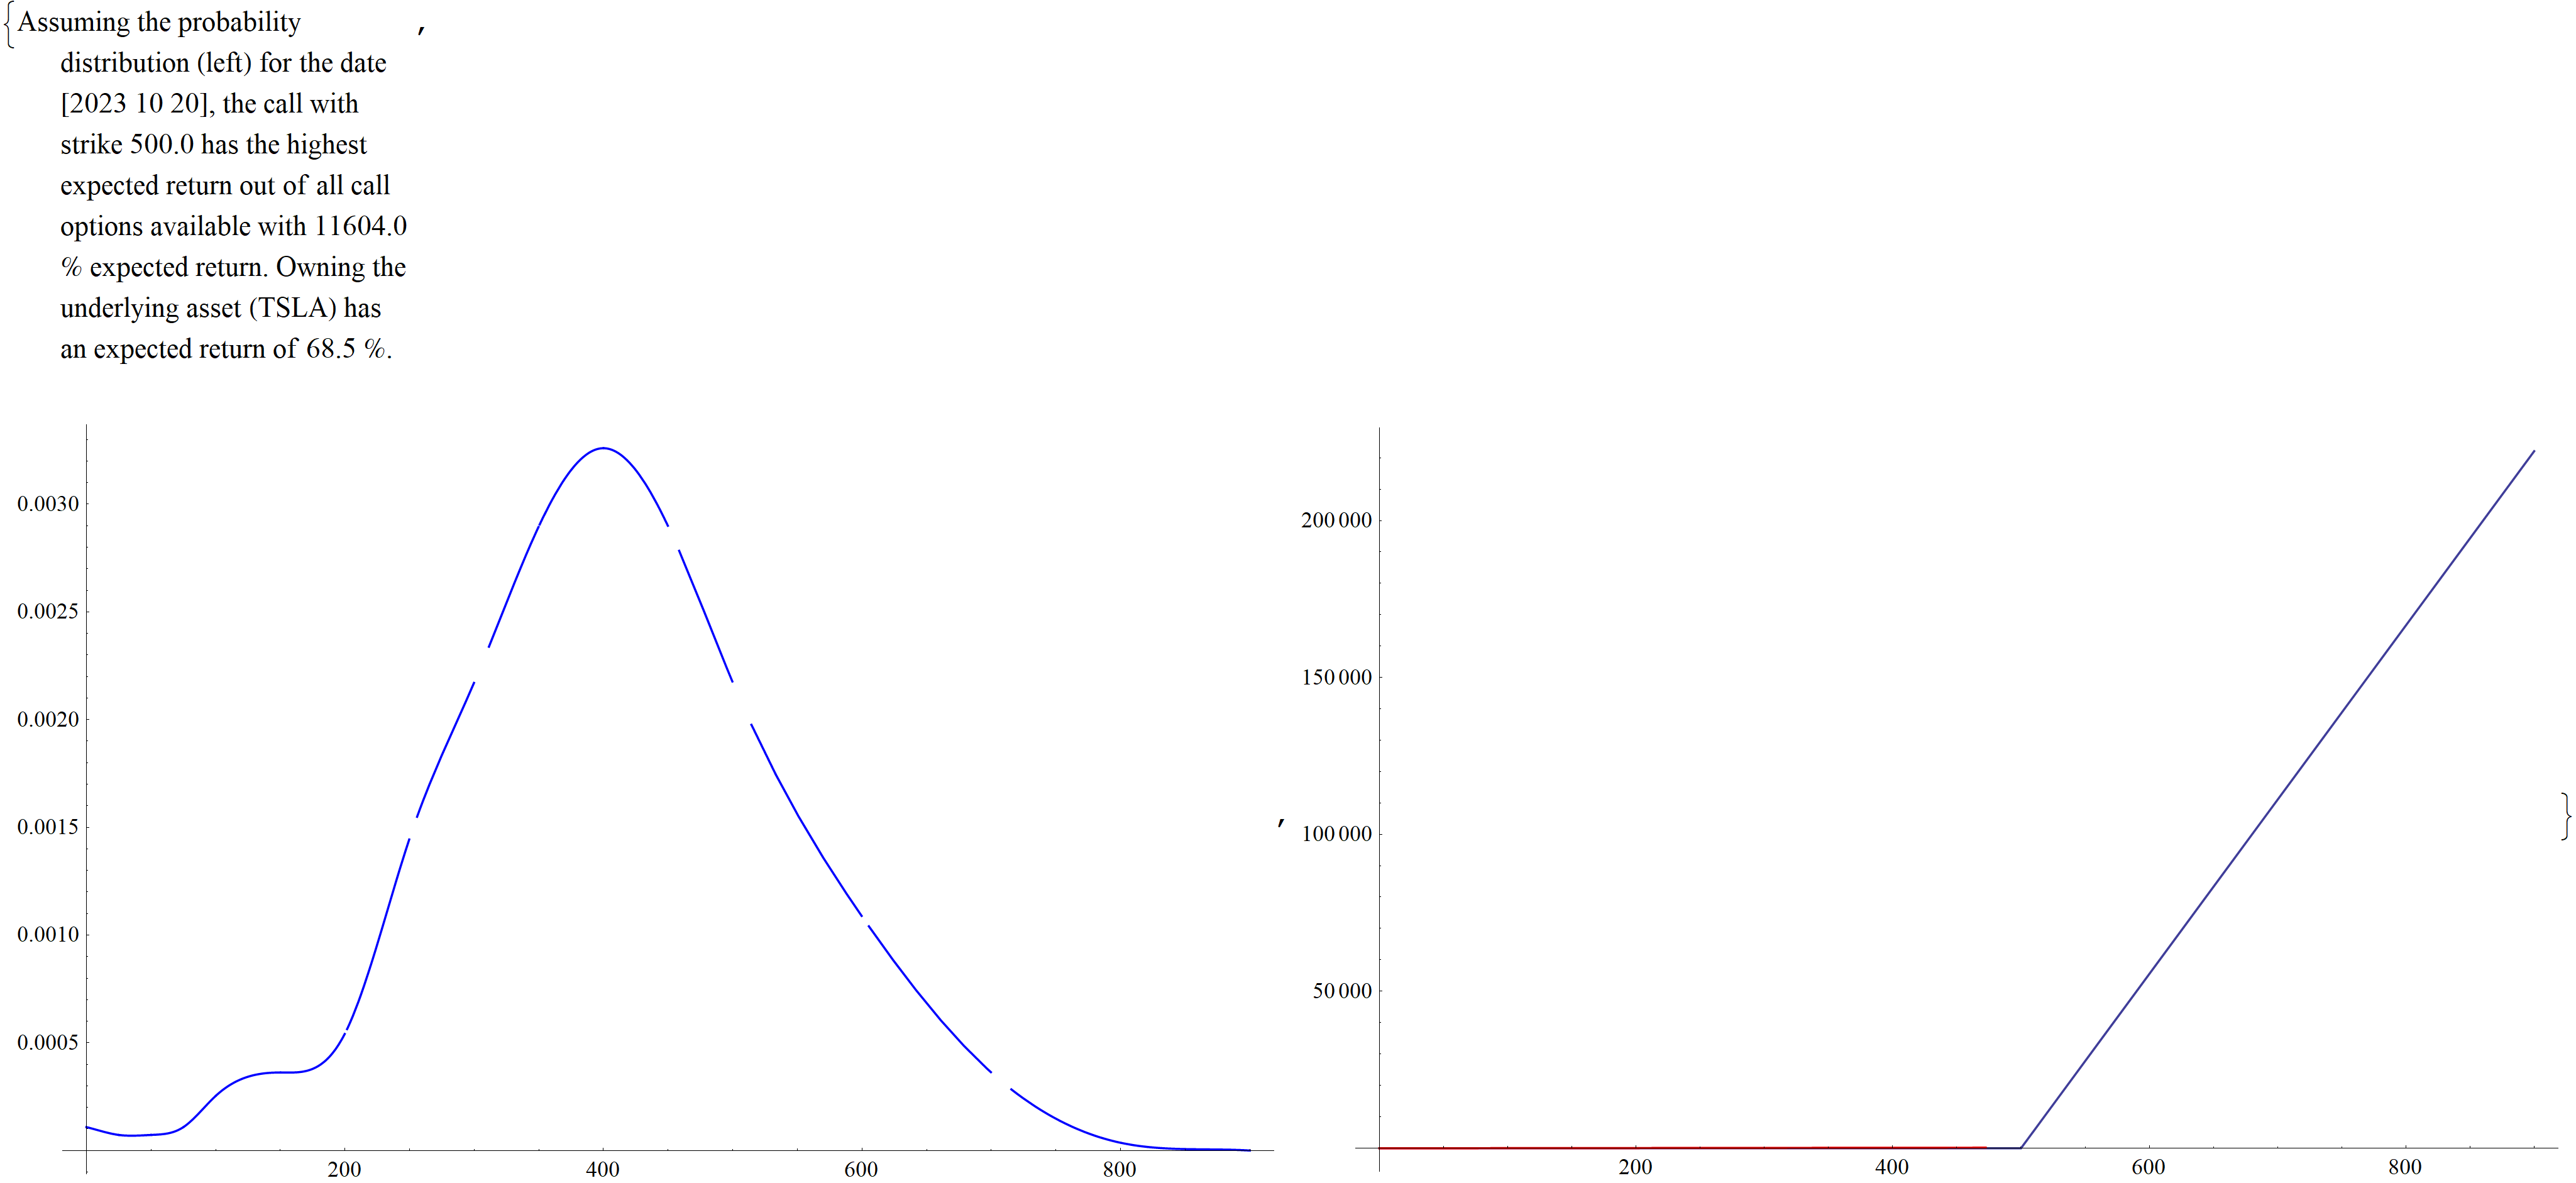 {Assuming the probability ,
distribution (left) for the date
[2023 10 20], the call with
strike 500.0 has the highest
expected return out of all call
options available with 11604.0
% expected return. Owning the
underlying asset (TSLA) has
an expected return of 68.5 %.
0.0030
0.0025
0.0020
0.0015
0.0010
0.0005
200 400 600 800
,
200 000
150 000
100 000
50 000
200 400 600 800
}